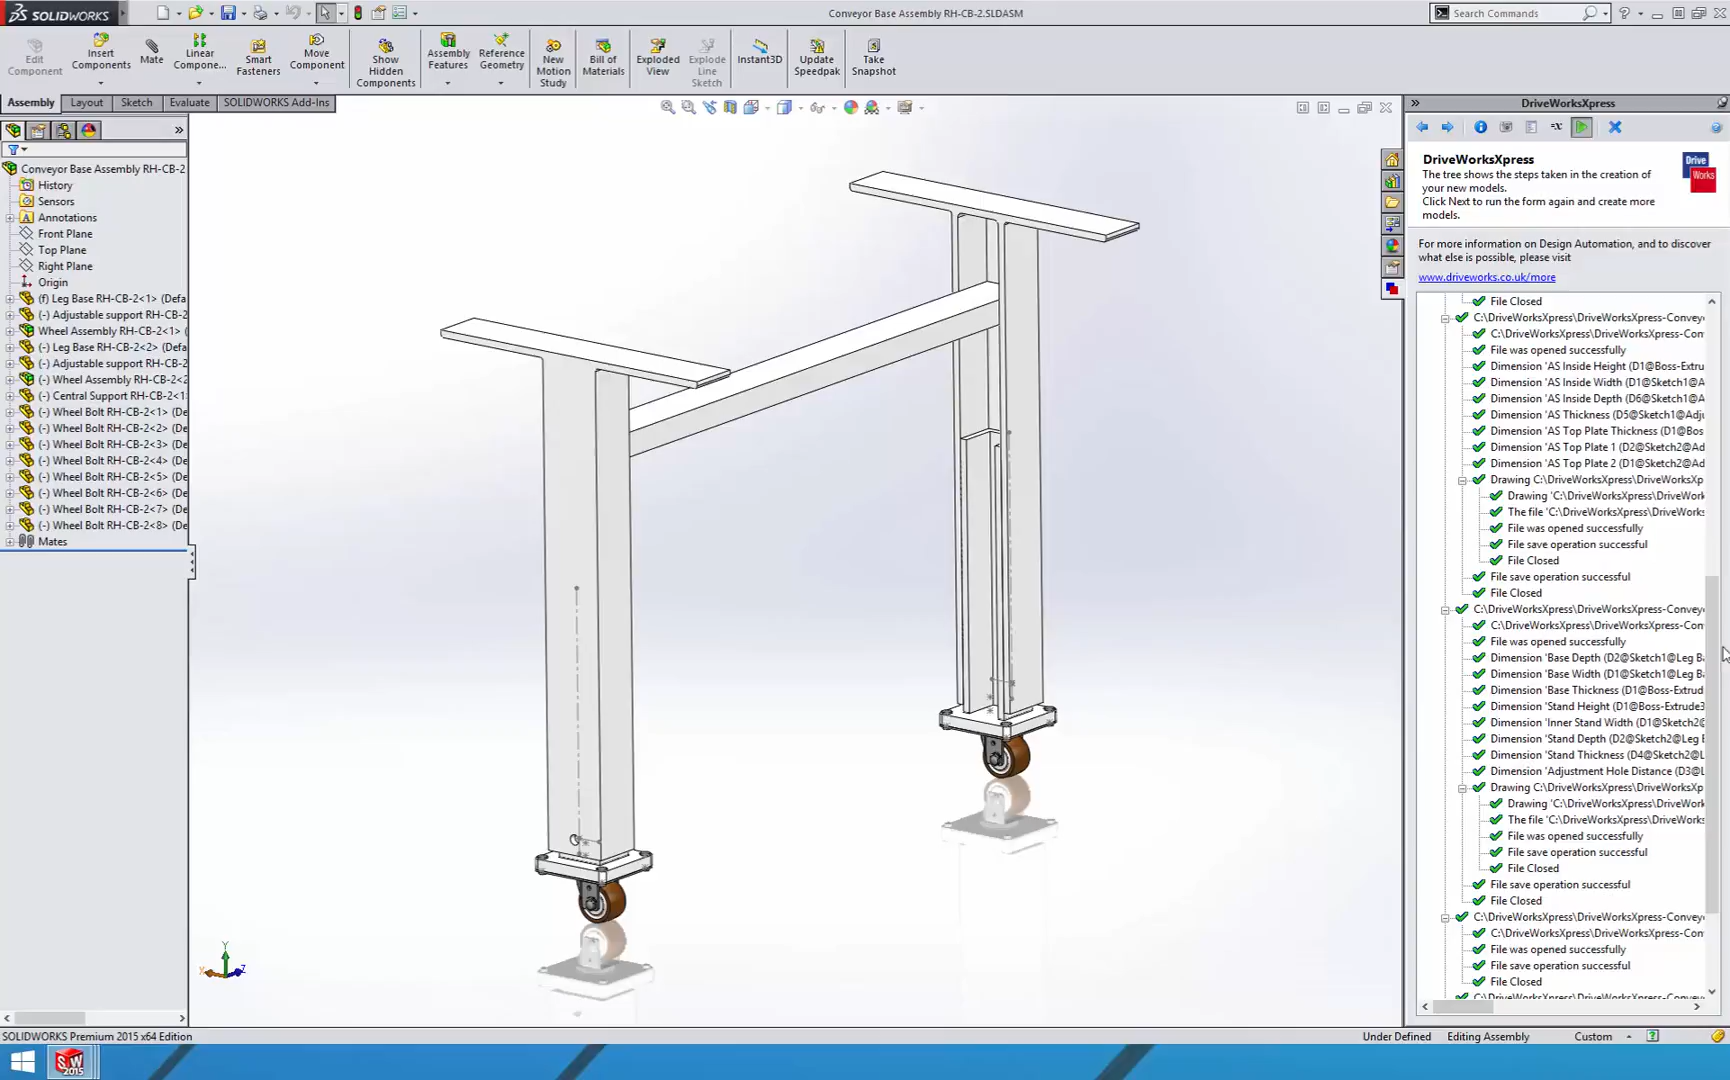 SOLIDWORKS
Conveyor Base Assembly RH-CB-2.SLDASM
Search Commands
Edit Component
Insert Components
Mate
Linear Compone...
Smart Fasteners
Move Component
Show Hidden Components
Assembly Features
Reference Geometry
New Motion Study
Bill of Materials
Exploded View
Explode Line Sketch
Instant3D
Update Speedpak
Take Snapshot
Assembly
Layout
Sketch
Evaluate
SOLIDWORKS Add-Ins
Conveyor Base Assembly RH-CB-2
History
Sensors
Annotations
Front Plane
Top Plane
Right Plane
Origin
(f) Leg Base RH-CB-2<1> (Defa
(-) Adjustable support RH-CB-2
Wheel Assembly RH-CB-2<1> (
(-) Leg Base RH-CB-2<2> (Defa
(-) Adjustable support RH-CB-2
(-) Wheel Assembly RH-CB-2<2
(-) Central Support RH-CB-2<1
(-) Wheel Bolt RH-CB-2<1> (De
(-) Wheel Bolt RH-CB-2<2> (De
(-) Wheel Bolt RH-CB-2<3> (De
(-) Wheel Bolt RH-CB-2<4> (De
(-) Wheel Bolt RH-CB-2<5> (De
(-) Wheel Bolt RH-CB-2<6> (De
(-) Wheel Bolt RH-CB-2<7> (De
(-) Wheel Bolt RH-CB-2<8> (De
Mates
Y
X
Z
DriveWorksXpress
DriveWorksXpress
The tree shows the steps taken in the creation of
your new models.
Click Next to run the form again and create more
models.
Drive
Works
For more information on Design Automation, and to discover
what else is possible, please visit
www.driveworks.co.uk/more
File Closed
C:\DriveWorksXpress\DriveWorksXpress-Conveye
C:\DriveWorksXpress\DriveWorksXpress-Con
File was opened successfully
Dimension 'AS Inside Height (D1@Boss-Extru
Dimension 'AS Inside Width (D1@Sketch1@A
Dimension 'AS Inside Depth (D6@Sketch1@A
Dimension 'AS Thickness (D5@Sketch1@Adju
Dimension 'AS Top Plate Thickness (D1@Bos
Dimension 'AS Top Plate 1 (D2@Sketch2@Ad
Dimension 'AS Top Plate 2 (D1@Sketch2@Ad
Drawing C:\DriveWorksXpress\DriveWorksXp
Drawing 'C:\DriveWorksXpress\DriveWork
The file 'C:\DriveWorksXpress\DriveWorks
File was opened successfully
File save operation successful
File Closed
File save operation successful
File Closed
C:\DriveWorksXpress\DriveWorksXpress-Conveye
C:\DriveWorksXpress\DriveWorksXpress-Con
File was opened successfully
Dimension 'Base Depth (D2@Sketch1@Leg Ba
Dimension 'Base Width (D1@Sketch1@Leg B
Dimension 'Base Thickness (D1@Boss-Extrud
Dimension 'Stand Height (D1@Boss-Extrude3
Dimension 'Inner Stand Width (D1@Sketch2@
Dimension 'Stand Depth (D2@Sketch2@Leg E
Dimension 'Stand Thickness (D4@Sketch2@L
Dimension 'Adjustment Hole Distance (D3@L
Drawing C:\DriveWorksXpress\DriveWorksXp
Drawing 'C:\DriveWorksXpress\DriveWork
The file 'C:\DriveWorksXpress\DriveWorks
File was opened successfully
File save operation successful
File Closed
File save operation successful
File Closed
C:\DriveWorksXpress\DriveWorksXpress-Conveye
C:\DriveWorksXpress\DriveWorksXpress-Con
File was opened successfully
File save operation successful
File Closed
SOLIDWORKS Premium 2015 x64 Edition
Under Defined
Editing Assembly
Custom
SW
2015